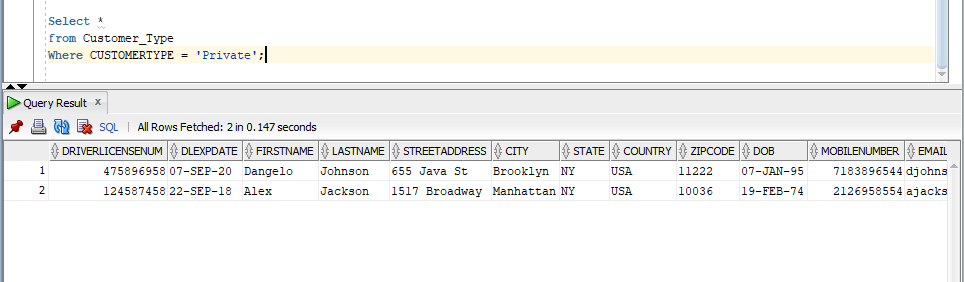 Select *
from Customer_Type
Where CUSTOMERTYPE = 'Private';
Query Result x
SQL | All Rows Fetched: 2 in 0.147 seconds
DRIVERLICENSENUM DLEXPDATE FIRSTNAME LASTNAME STREETADDRESS CITY STATE COUNTRY ZIPCODE DOB MOBILENUMBER EMAIL
1 475896958 07-SEP-20 Dangelo Johnson 655 Java St Brooklyn NY USA 11222 07-JAN-95 7183896544 djohns
2 124587458 22-SEP-18 Alex Jackson 1517 Broadway Manhattan NY USA 10036 19-FEB-74 2126958554 ajacks